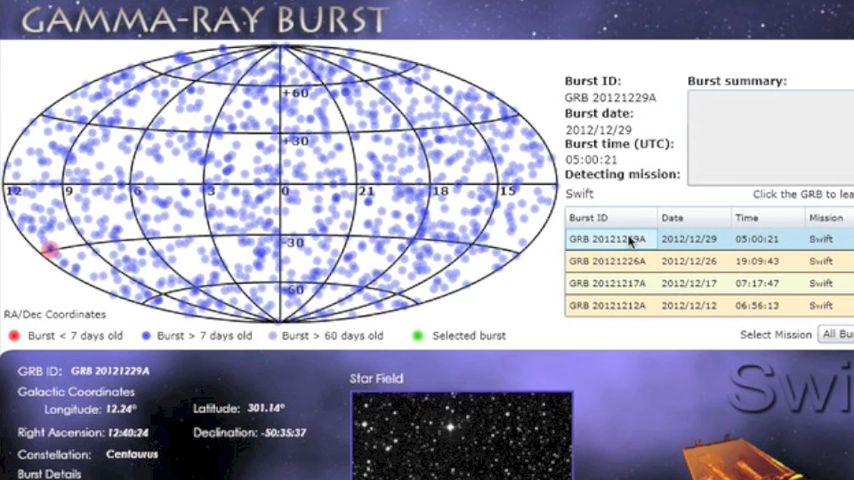 GAMMA-RAY BURST
+60
+30
12 9 6 3 0 21 18 15
-30
-60
RA/Dec Coordinates
Burst < 7 days old Burst > 7 days old Burst > 60 days old Selected burst
Burst ID:
GRB 20121229A
Burst date:
2012/12/29
Burst time (UTC):
05:00:21
Detecting mission:
Swift
Burst summary:
Click the GRB to lea
Burst ID Date Time Mission
GRB 20121229A 2012/12/29 05:00:21 Swift
GRB 20121226A 2012/12/26 19:09:43 Swift
GRB 20121217A 2012/12/17 07:17:47 Swift
GRB 20121212A 2012/12/12 06:56:13 Swift
Select Mission All Bu
GRB ID: GRB 20121229A
Galactic Coordinates
Longitude: 12.24° Latitude: 301.14°
Right Ascension: 12:40:24 Declination: -50:35:37
Constellation: Centaurus
Burst Details
Star Field
Swi